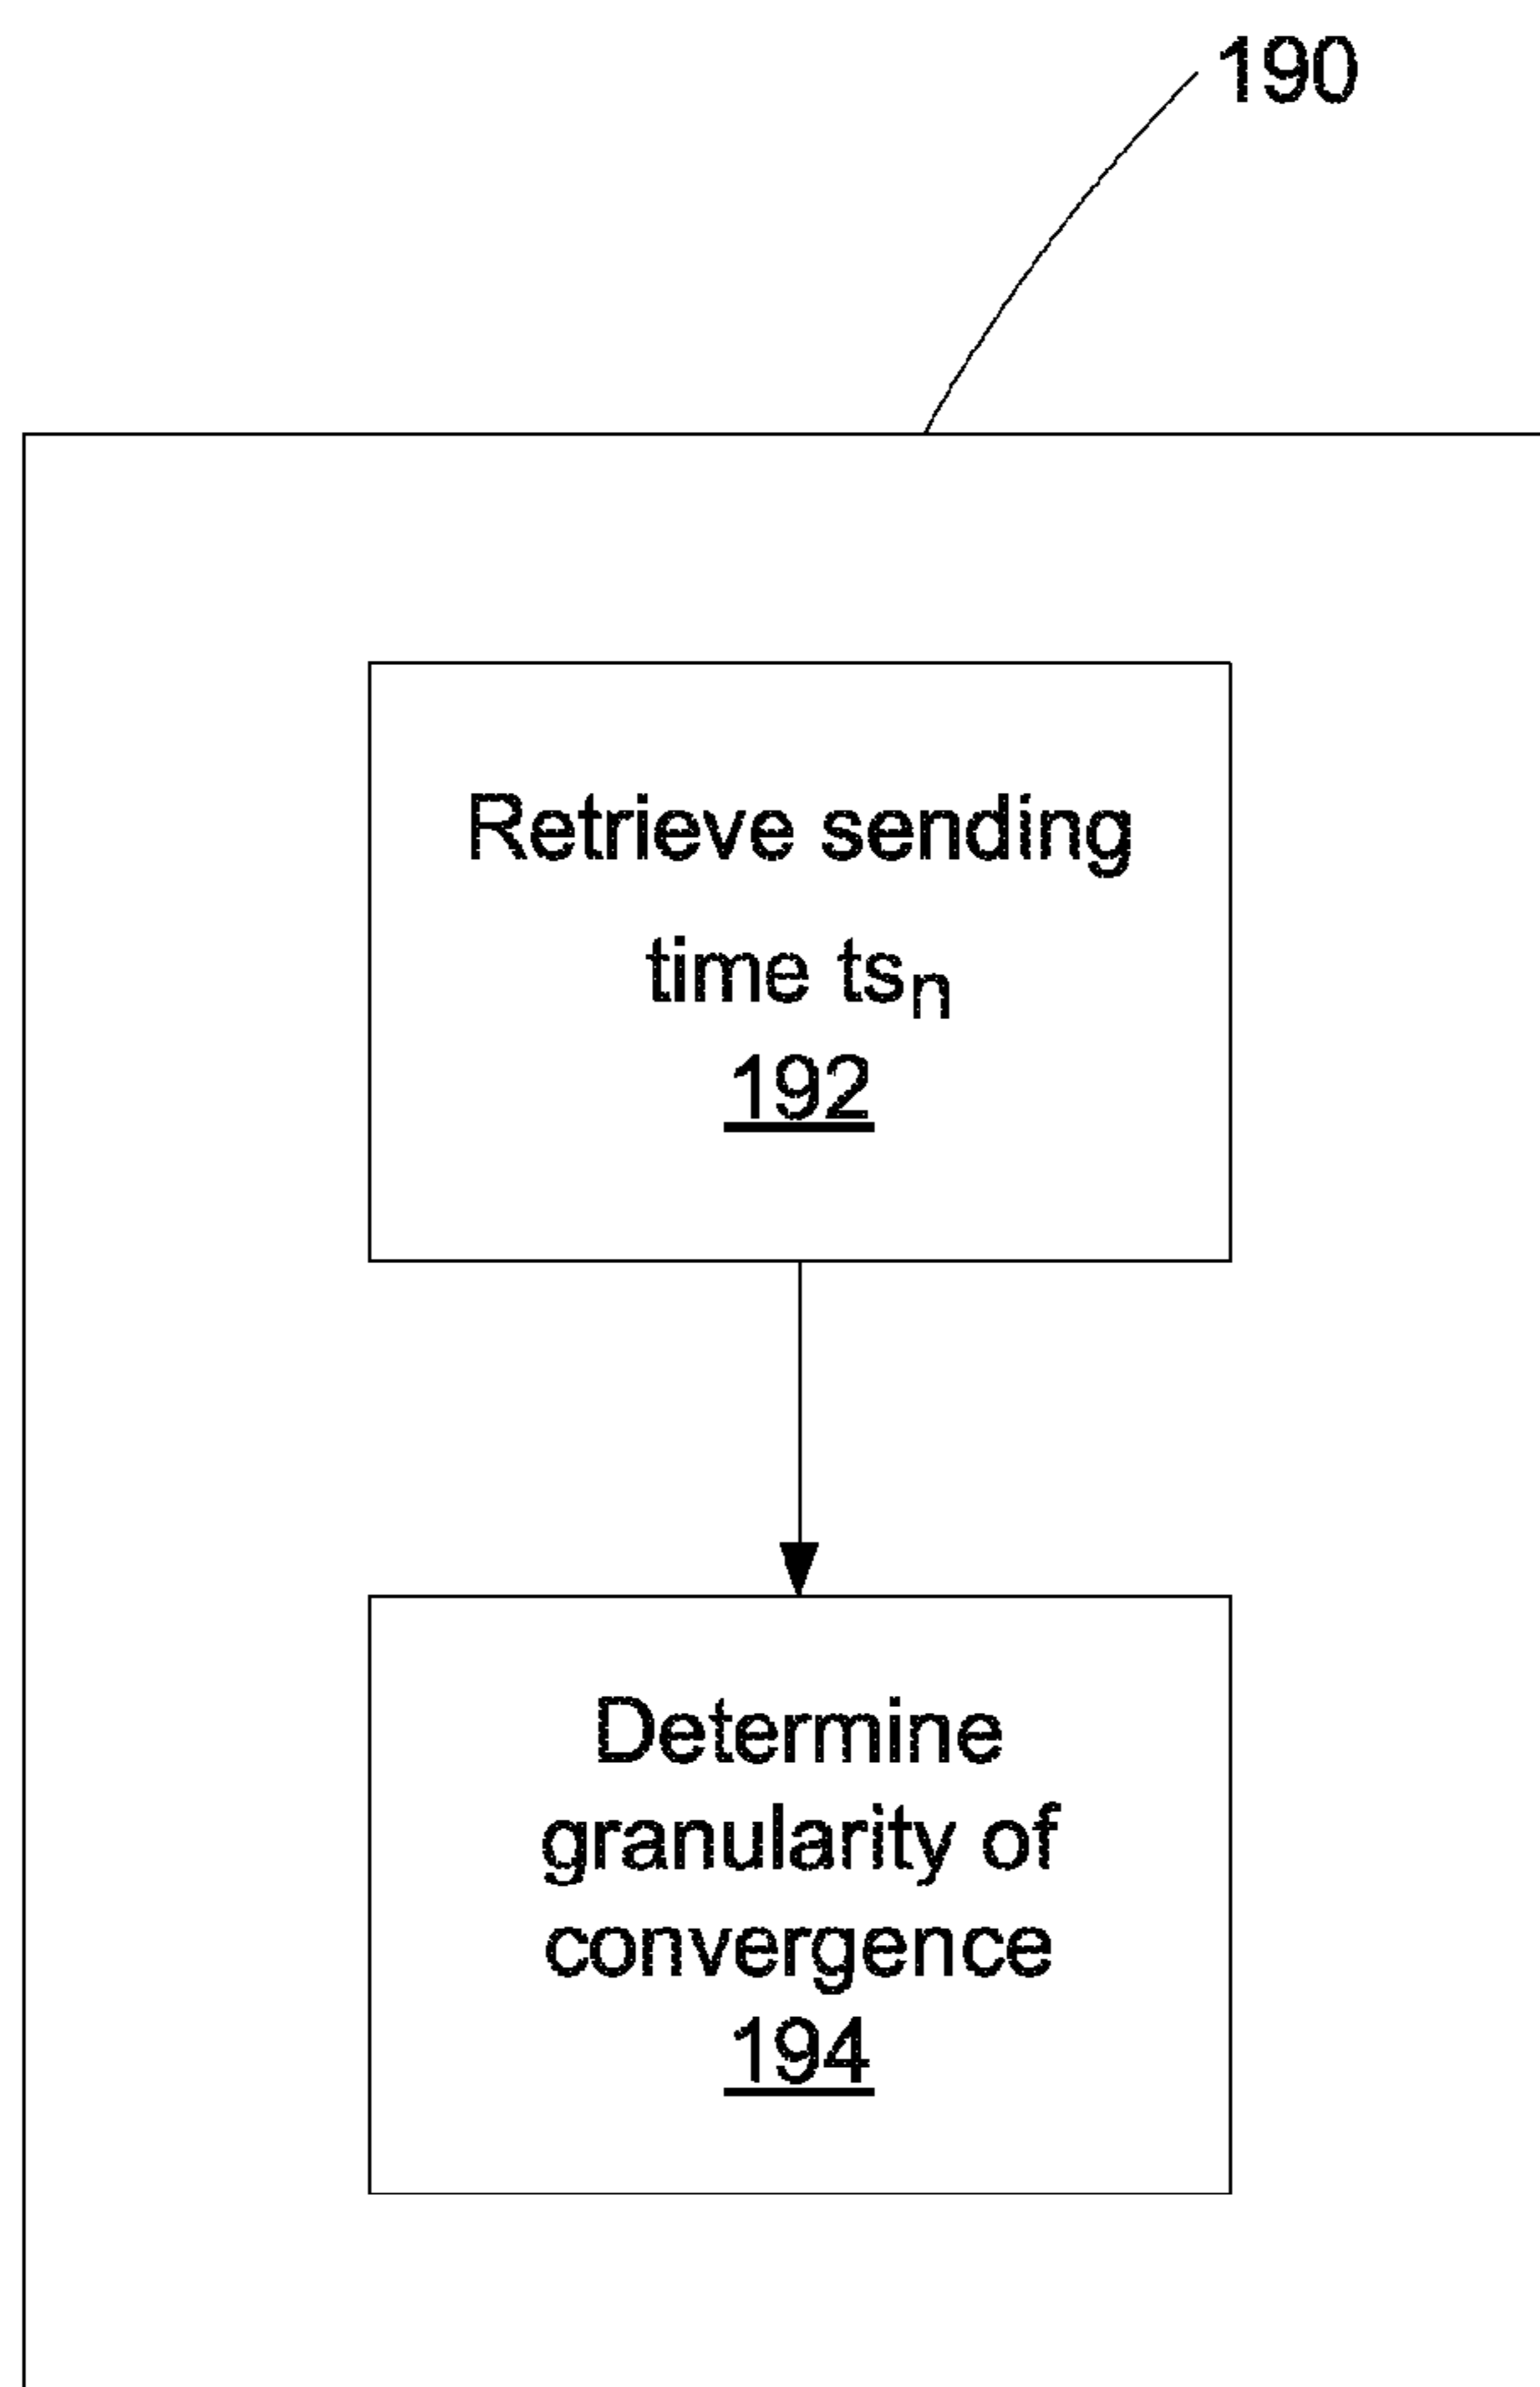 190
Retrieve sending
time tsₙ
192
Determine
granularity of
convergence
194